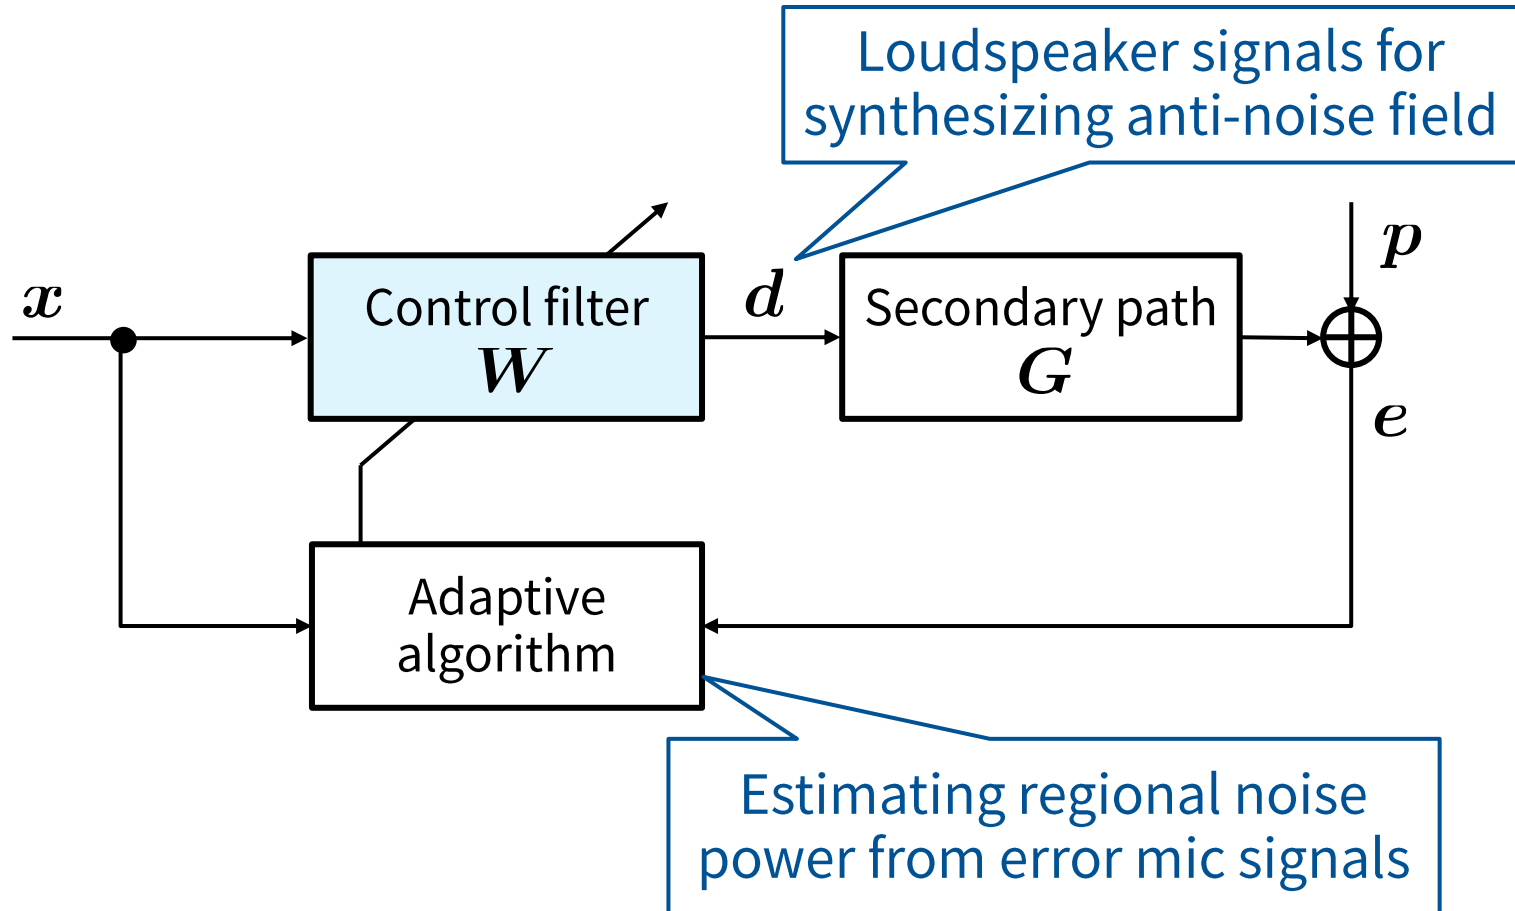 Loudspeaker signals for
synthesizing anti-noise field
x
Control filter
W
d
Secondary path
G
p
e
Adaptive
algorithm
Estimating regional noise
power from error mic signals